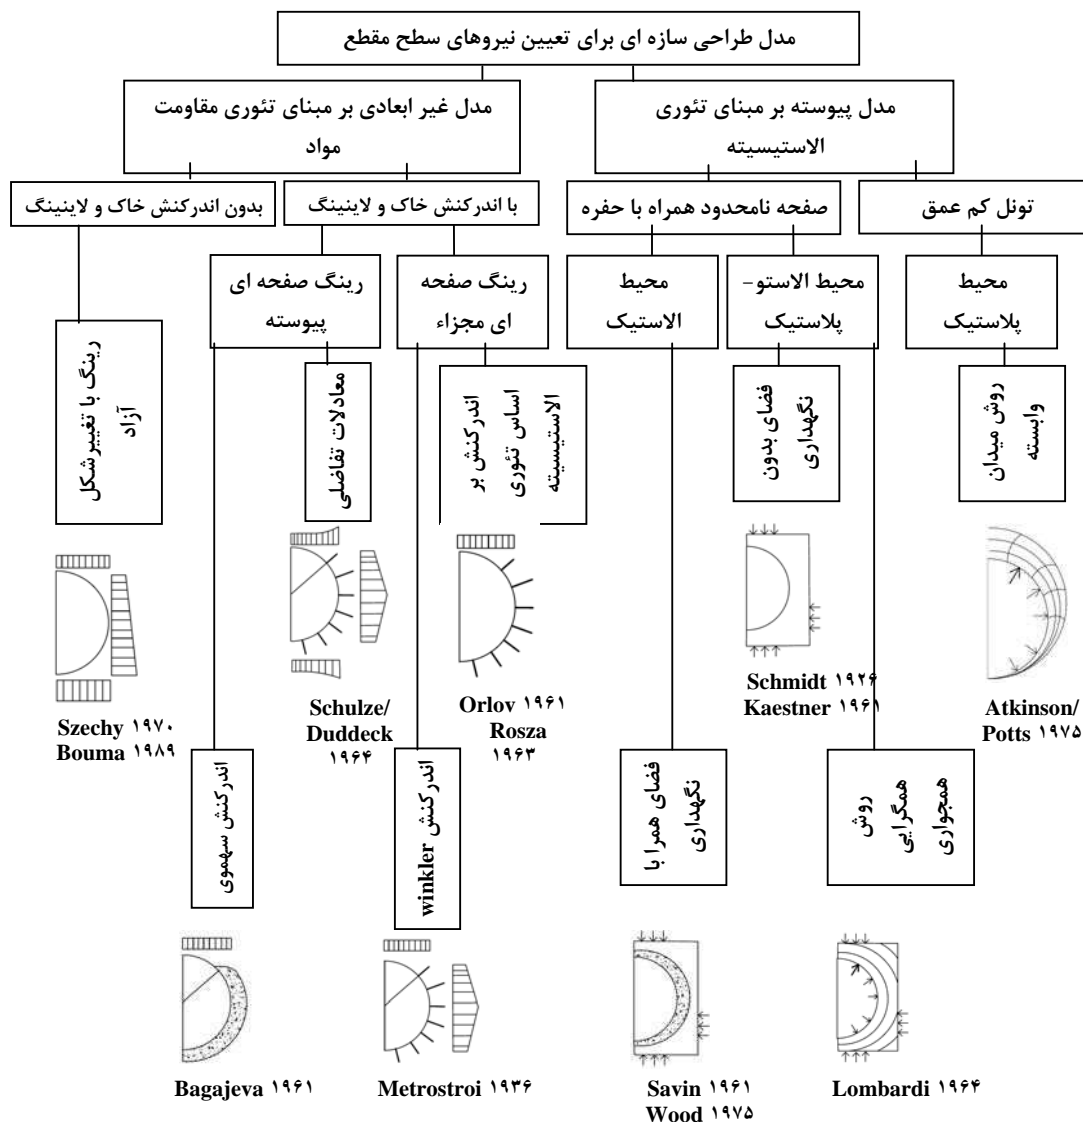 مدل طراحی سازه ای برای تعیین نیروهای سطح مقطع
مدل پیوسته بر مبنای تئوری
الاستیسیته
مدل غیر ابعادی بر مبنای تئوری مقاومت
مواد
تونل کم عمق
صفحه نامحدود همراه با حفره
با اندرکنش خاک و لاینینگ
بدون اندرکنش خاک و لاینینگ
محیط
پلاستیک
محیط الاستو-
پلاستیک
محیط
الاستیک
رینگ صفحه
ای مجزاء
رینگ صفحه ای
پیوسته
روش میدان
وابسته
فضای بدون
نگهداری
اندرکنش بر
اساس تئوری
الاستیسیته
معادلات تفاضلی
رینگ با تغییرشکل
آزاد
Atkinson/
Potts ۱۹۷۵
Schmidt ۱۹۲۶
Kaestner ۱۹۶۱
Orlov ۱۹۶۱
Rosza
۱۹۶۳
Schulze/
Duddeck
۱۹۶۴
Szechy ۱۹۷۰
Bouma ۱۹۸۹
روش
همگرایی
همجواری
فضای همرا با
نگهداری
اندرکنش winkler
اندرکنش سهموی
Lombardi ۱۹۶۴
Savin ۱۹۶۱
Wood ۱۹۷۵
Metrostroi ۱۹۳۶
Bagajeva ۱۹۶۱